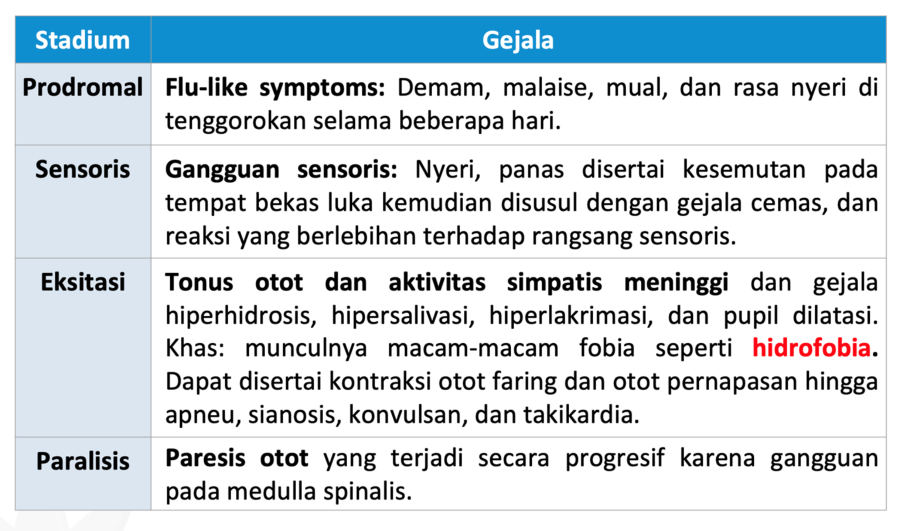 Stadium Gejala
Prodromal Flu-like symptoms: Demam, malaise, mual, dan rasa nyeri di
tenggorokan selama beberapa hari.
Sensoris Gangguan sensoris: Nyeri, panas disertai kesemutan pada
tempat bekas luka kemudian disusul dengan gejala cemas, dan
reaksi yang berlebihan terhadap rangsang sensoris.
Eksitasi Tonus otot dan aktivitas simpatis meninggi dan gejala
hiperhidrosis, hipersalivasi, hiperlakrimasi, dan pupil dilatasi.
Khas: munculnya macam-macam fobia seperti hidrofobia.
Dapat disertai kontraksi otot faring dan otot pernapasan hingga
apneu, sianosis, konvulsan, dan takikardia.
Paralisis Paresis otot yang terjadi secara progresif karena gangguan
pada medulla spinalis.